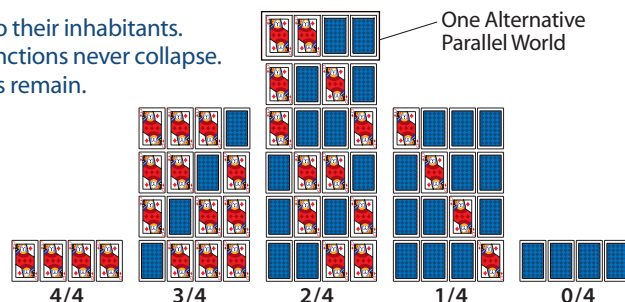 o their inhabitants.
nctions never collapse.
s remain.
One Alternative
Parallel World
4/4 3/4 2/4 1/4 0/4